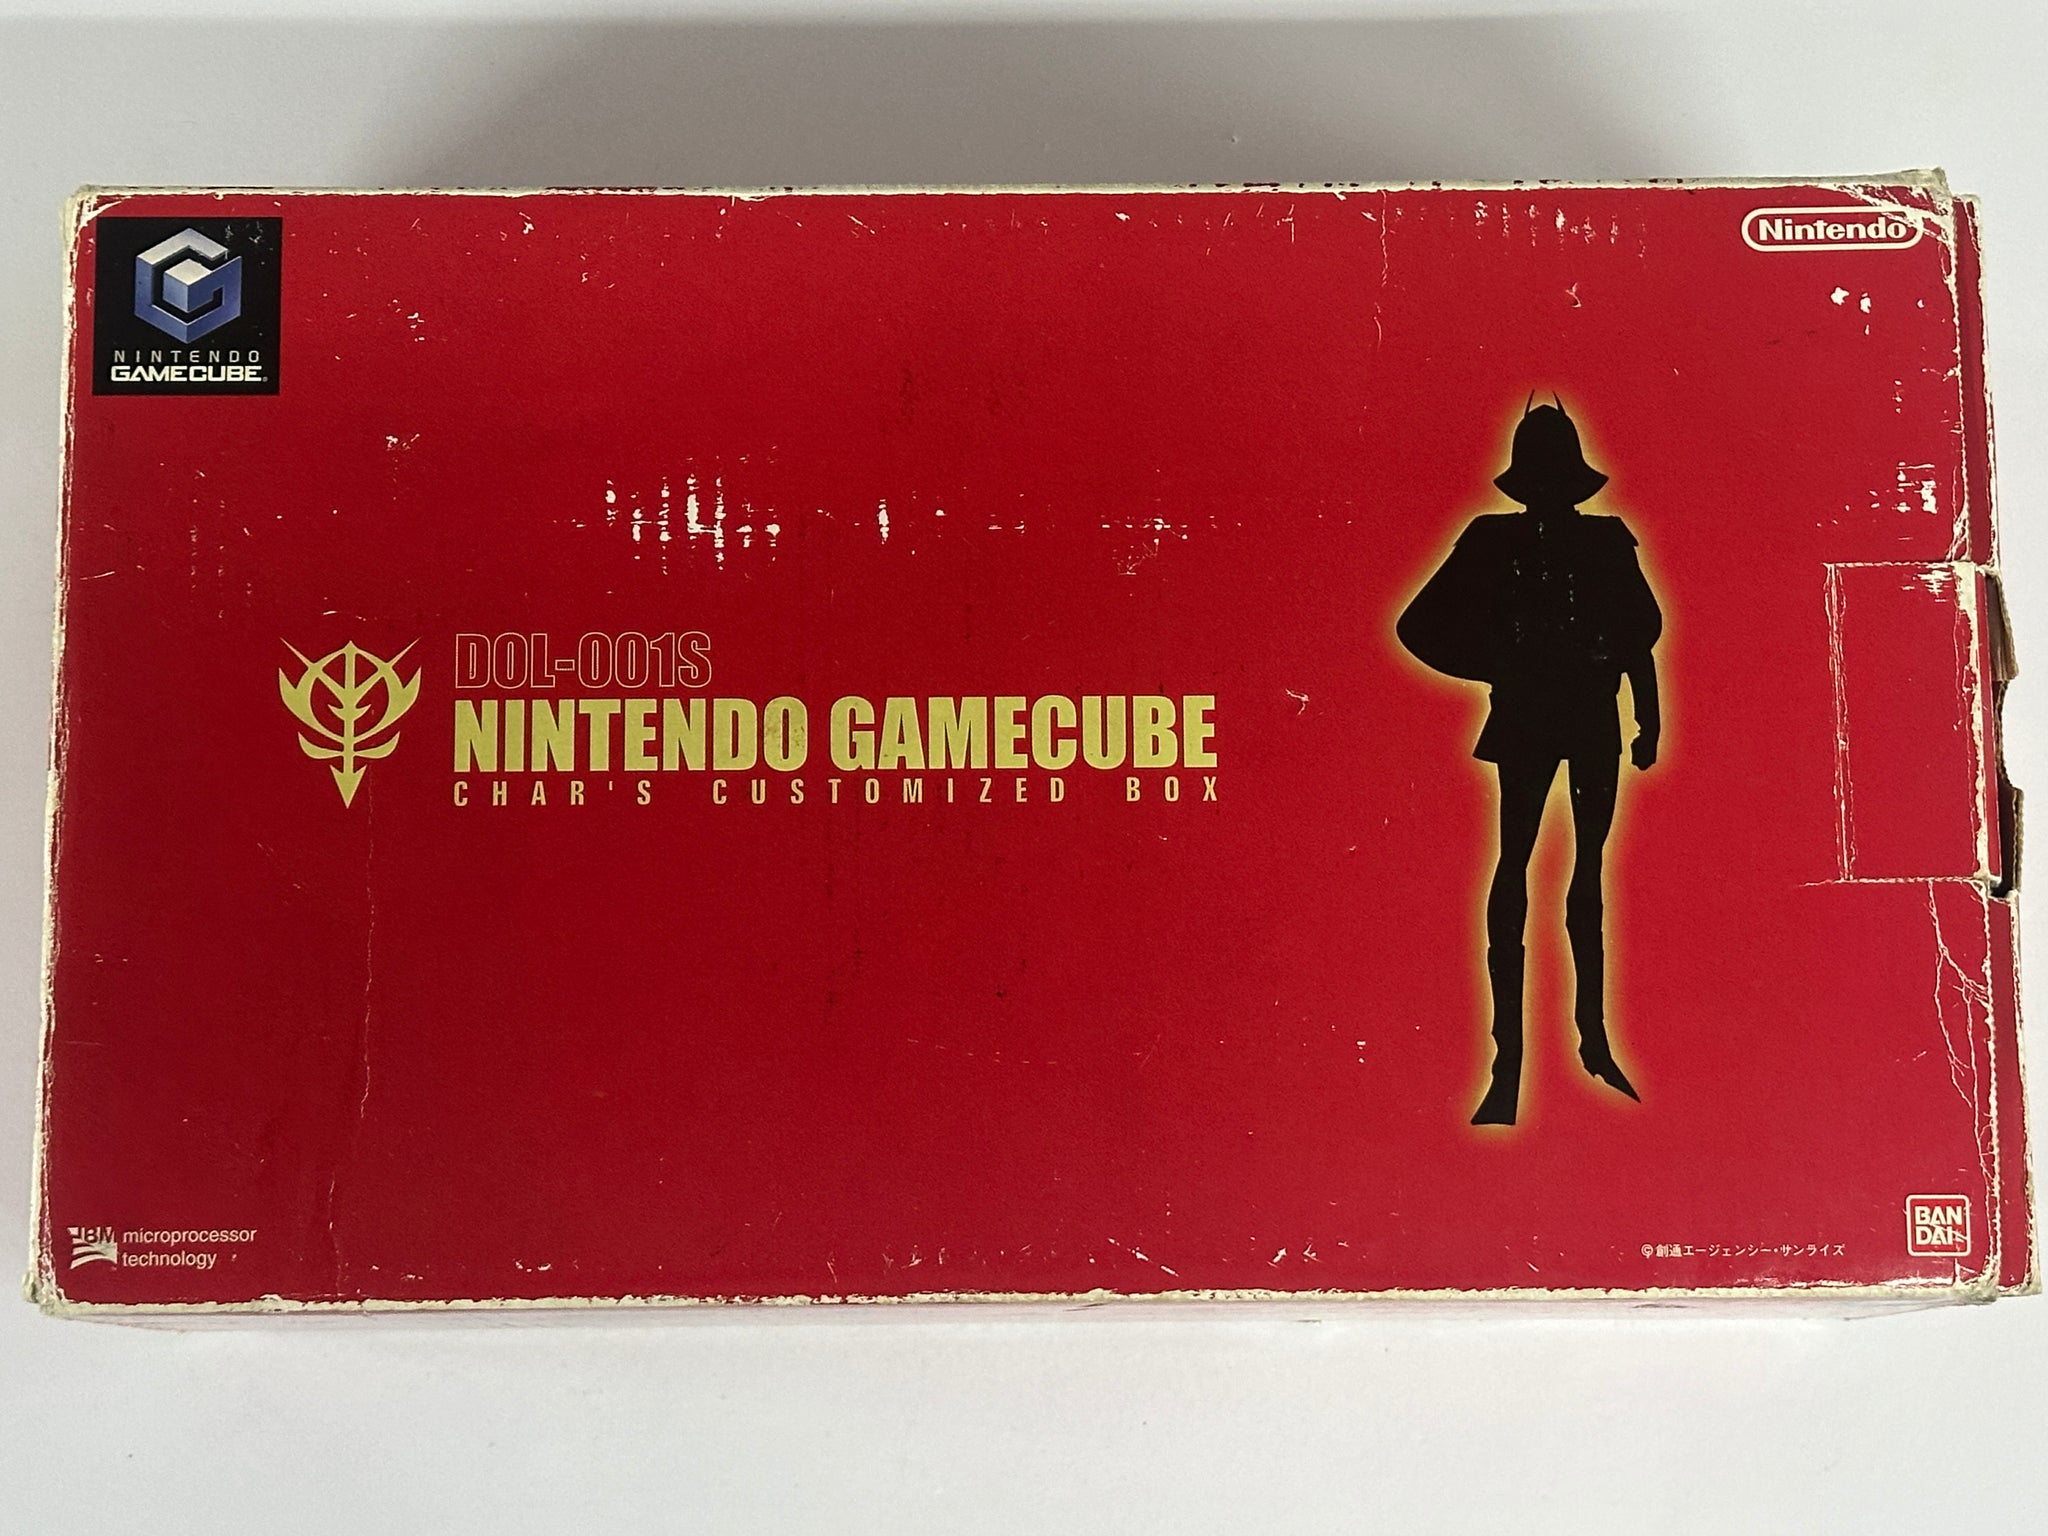 NINTENDO
GAMECUBE®
Nintendo
DOL-001S
NINTENDO GAMECUBE
CHAR'S CUSTOMIZED BOX
IBM microprocessor
technology
©創通エージェンシー・サンライズ
BAN
DAI